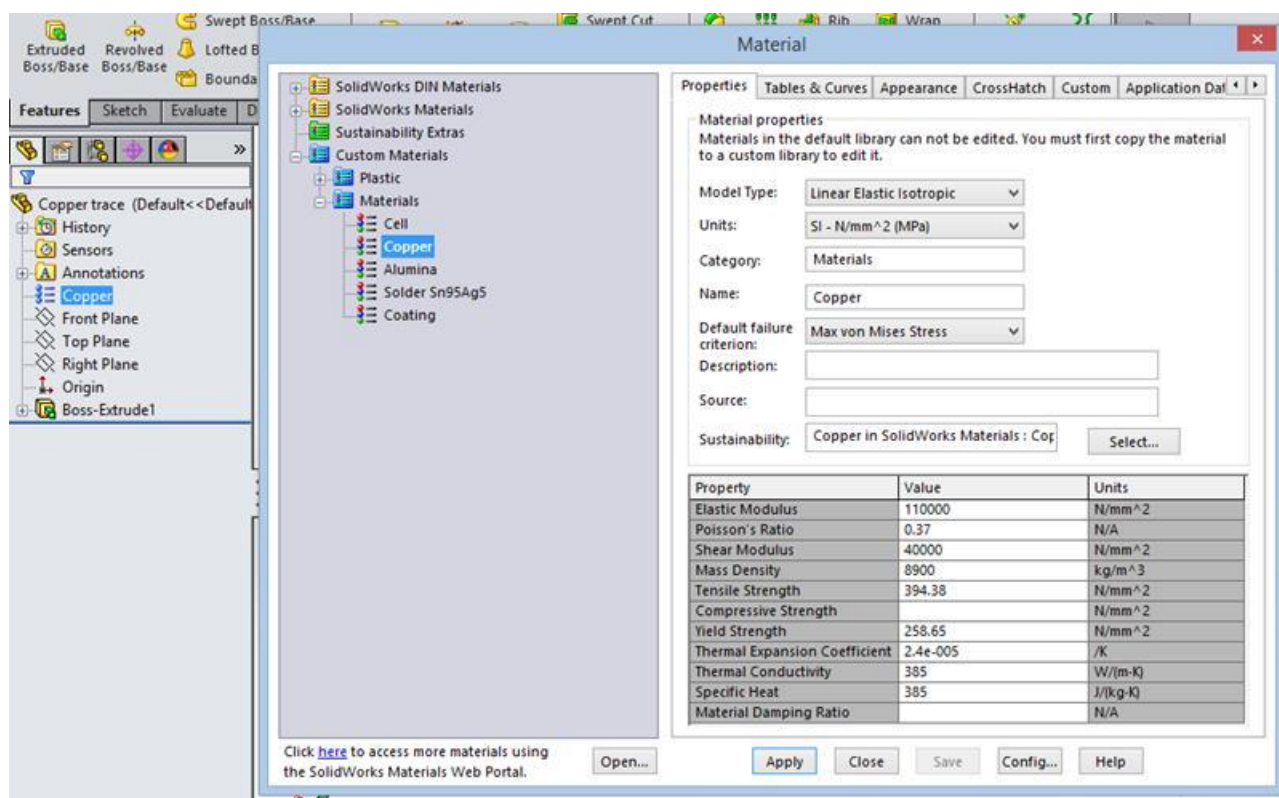 Swept Boss/Base
Swept Cut
Rib
Wrap
Extruded
Boss/Base
Revolved
Boss/Base
Lofted B
Bounda
Features Sketch Evaluate D
»
Copper trace (Default<<Default
History
Sensors
Annotations
Copper
Front Plane
Top Plane
Right Plane
Origin
Boss-Extrude1
Material
SolidWorks DIN Materials
SolidWorks Materials
Sustainability Extras
Custom Materials
Plastic
Materials
Cell
Copper
Alumina
Solder Sn95Ag5
Coating
Click here to access more materials using
the SolidWorks Materials Web Portal.
Open...
Properties Tables & Curves Appearance CrossHatch Custom Application Dat
Material properties
Materials in the default library can not be edited. You must first copy the material
to a custom library to edit it.
Model Type: Linear Elastic Isotropic
Units: SI - N/mm^2 (MPa)
Category: Materials
Name: Copper
Default failure
criterion: Max von Mises Stress
Description:
Source:
Sustainability: Copper in SolidWorks Materials : Cop
Select...
Property Value Units
Elastic Modulus 110000 N/mm^2
Poisson's Ratio 0.37 N/A
Shear Modulus 40000 N/mm^2
Mass Density 8900 kg/m^3
Tensile Strength 394.38 N/mm^2
Compressive Strength N/mm^2
Yield Strength 258.65 N/mm^2
Thermal Expansion Coefficient 2.4e-005 /K
Thermal Conductivity 385 W/(m-K)
Specific Heat 385 J/(kg-K)
Material Damping Ratio N/A
Apply Close Save Config... Help